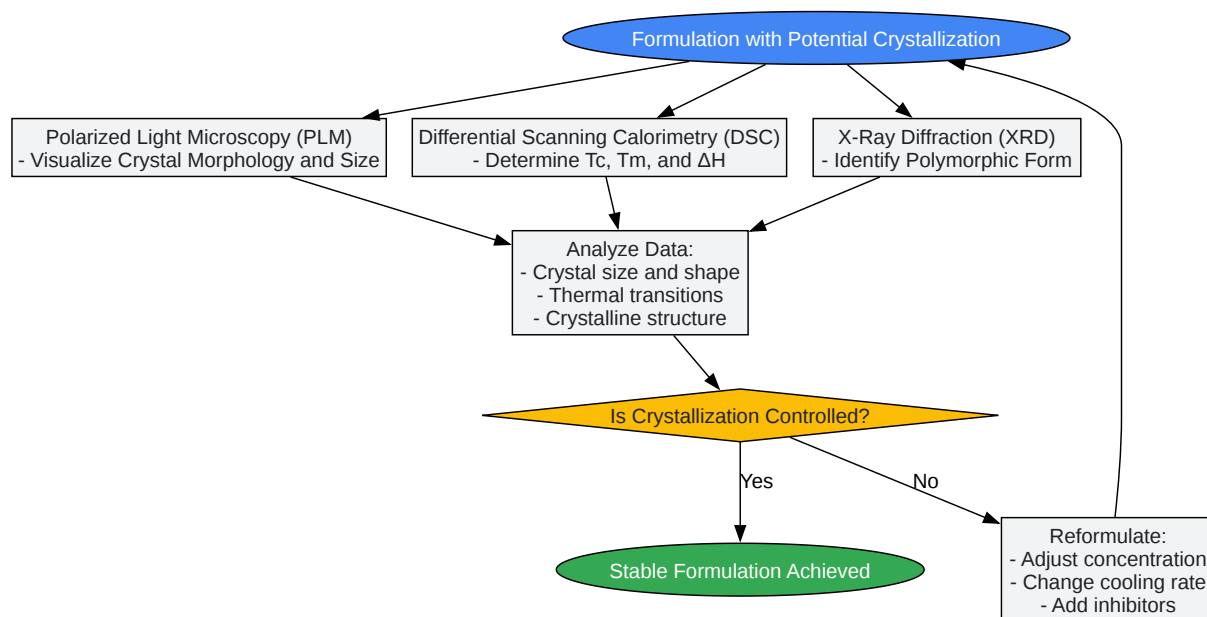 Formulation with Potential Crystallization
Polarized Light Microscopy (PLM)
- Visualize Crystal Morphology and Size
Differential Scanning Calorimetry (DSC)
- Determine Tc, Tm, and ΔH
X-Ray Diffraction (XRD)
- Identify Polymorphic Form
Analyze Data:
- Crystal size and shape
- Thermal transitions
- Crystalline structure
Is Crystallization Controlled?
Yes
No
Stable Formulation Achieved
Reformulate:
- Adjust concentration
- Change cooling rate
- Add inhibitors